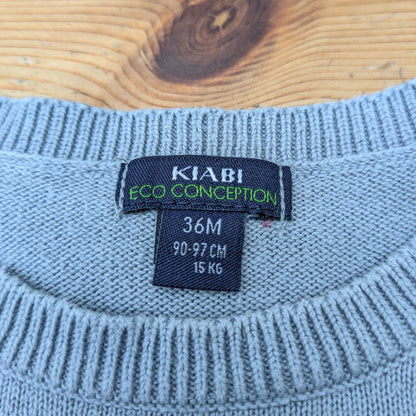 KIABI
ECO CONCEPTION
36M
90-97 CM
15 KG